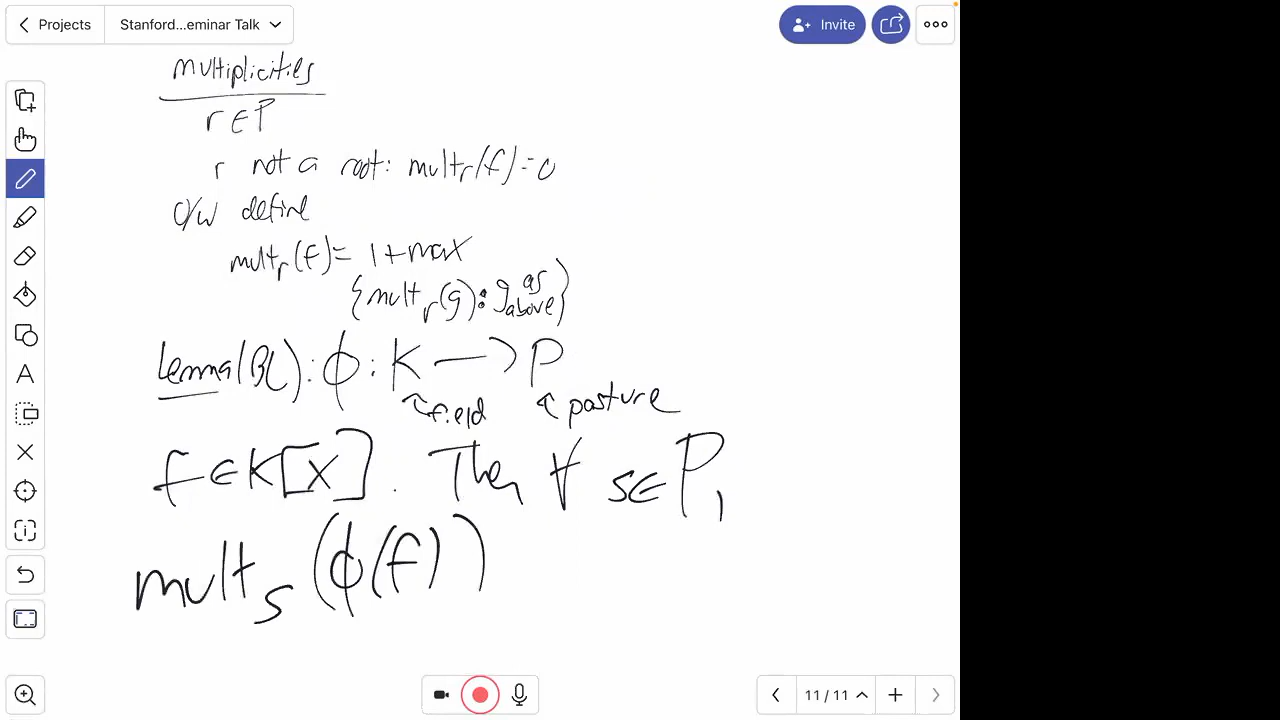 Projects
Stanford...eminar Talk
Invite
multiplicities
r ∈ P
r not a root: mult_r(f)=0
o/w define
mult_r(f)= 1+max
{mult_r(g): g as above}
Lemma(BL): φ: K → P
↑field ↑pasture
f ∈ K[x]. Then ∀ s∈P,
mult_s(φ(f))
A
11 / 11